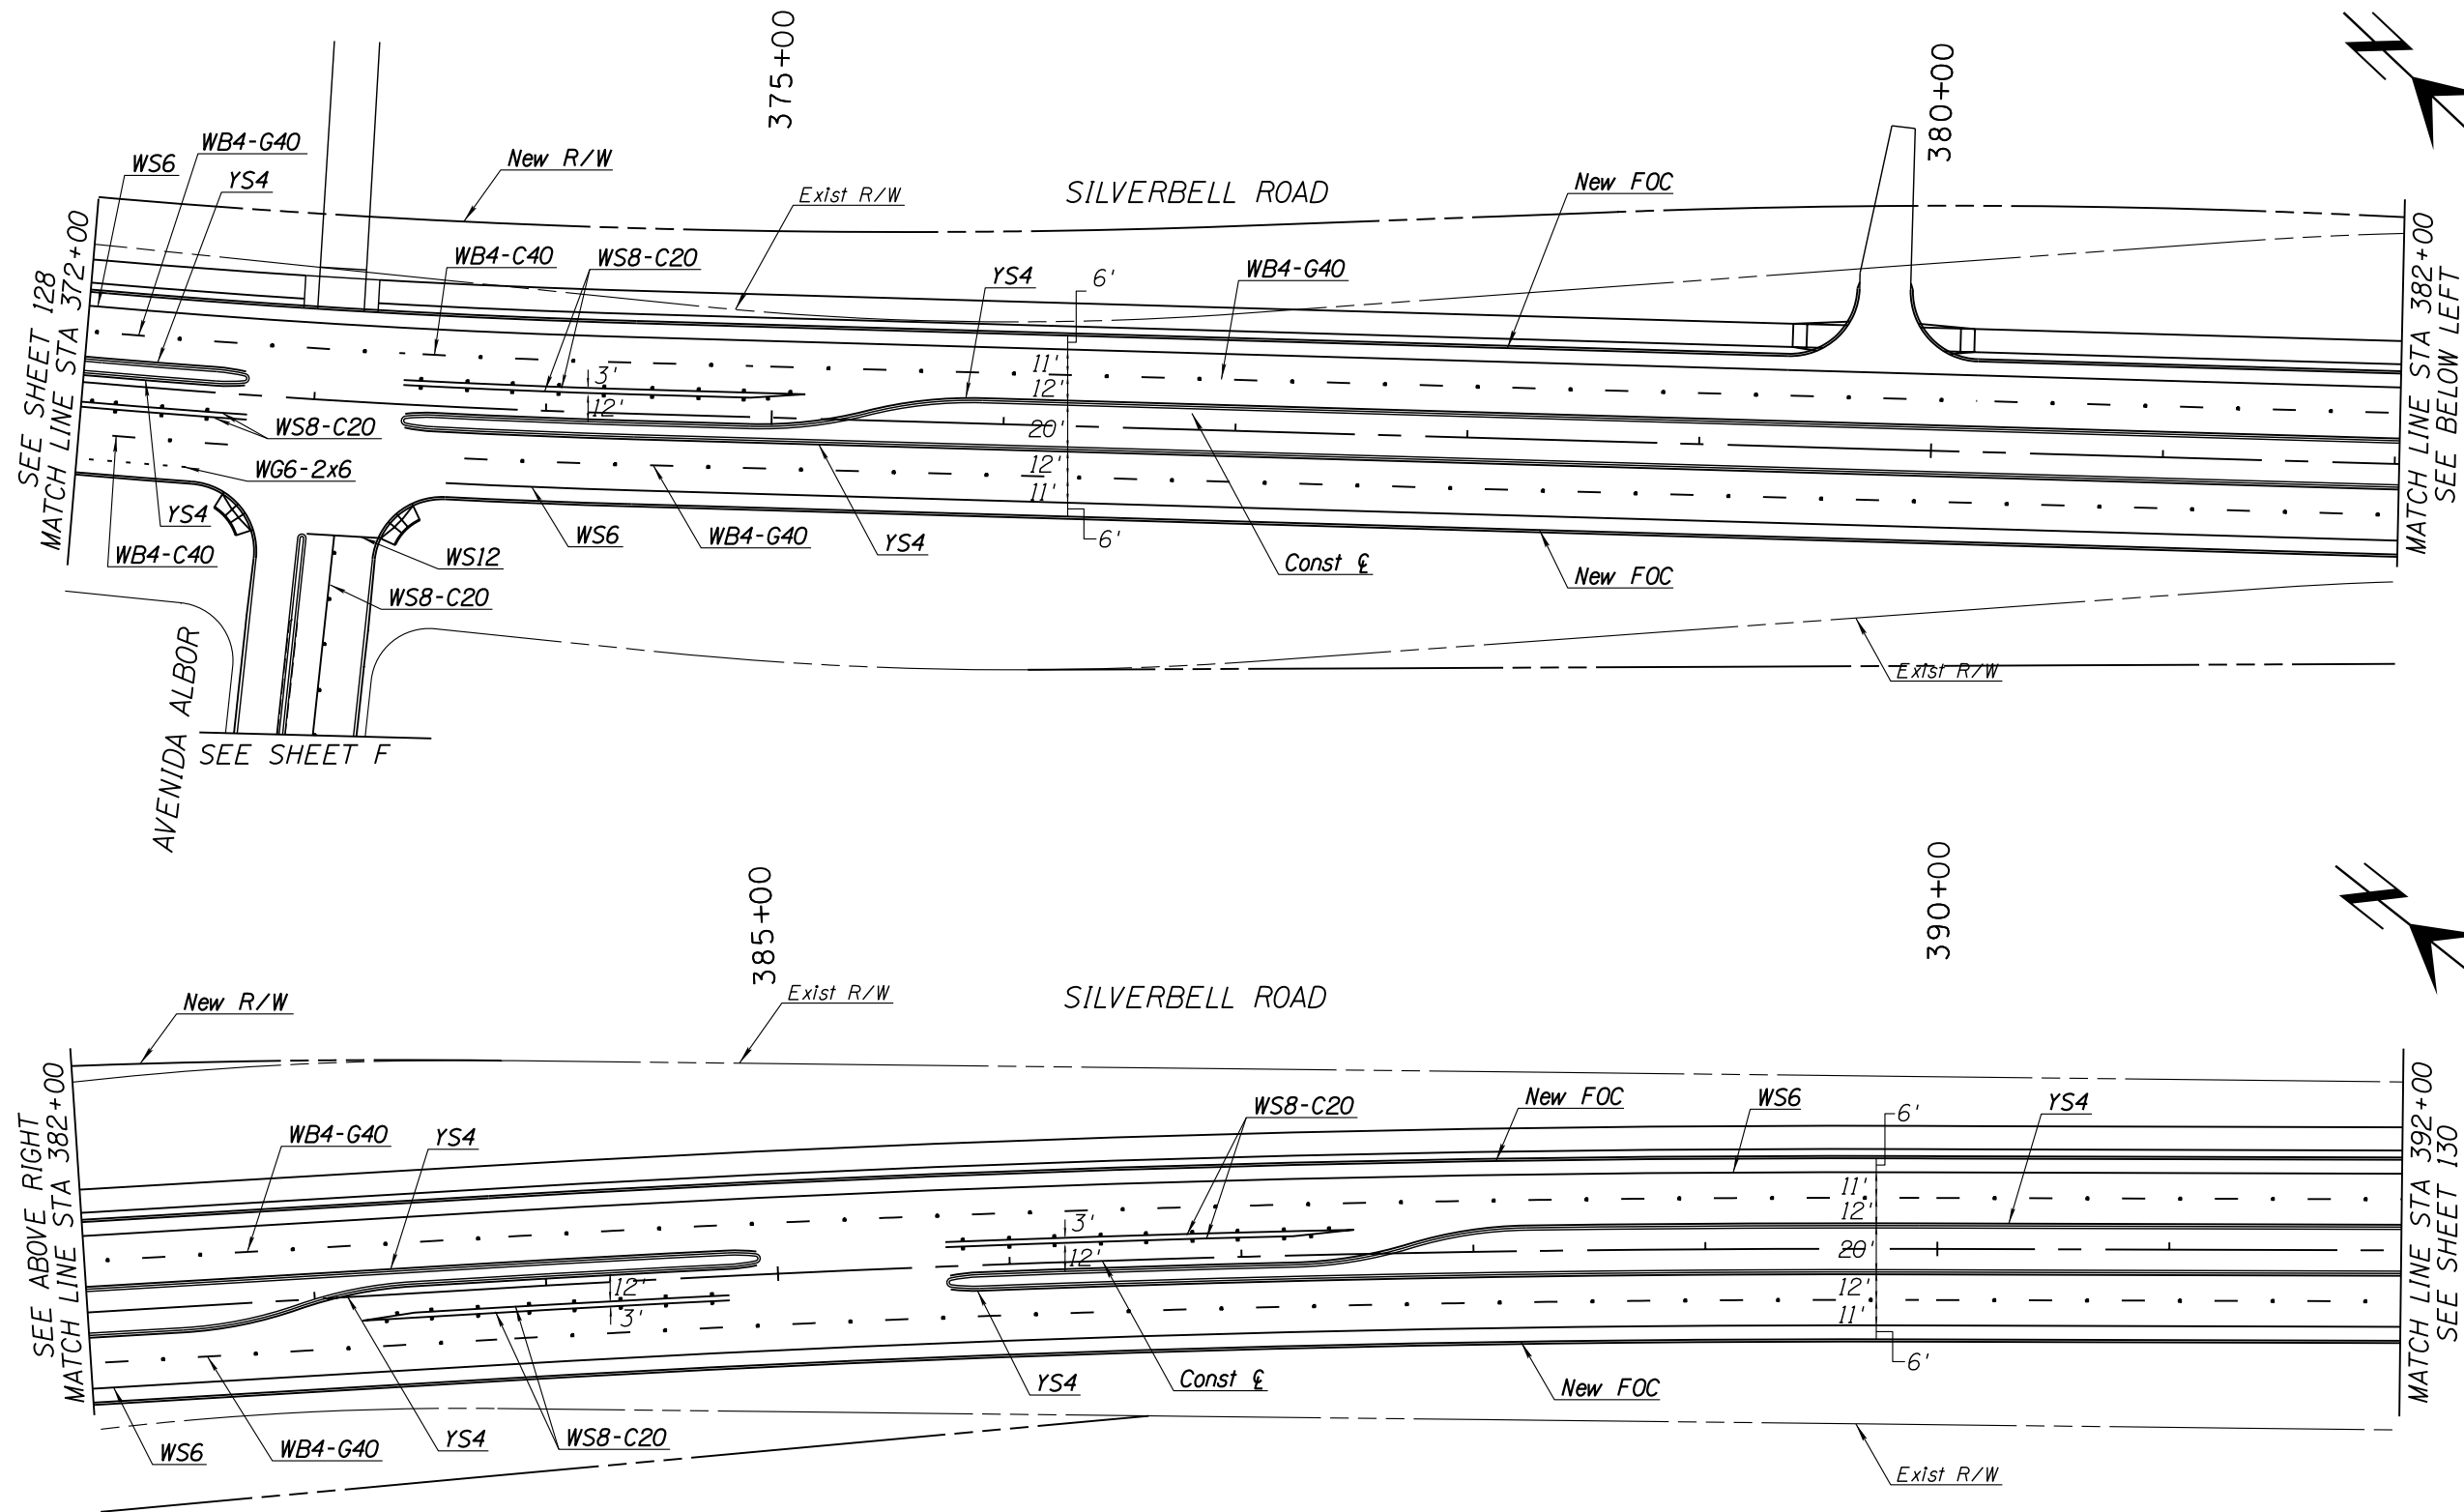 375+00
380+00
WB4-G40
WS6
YS4
New R/W
Exist R/W
SILVERBELL ROAD
New FOC
SEE SHEET 128
MATCH LINE STA 372+00
WB4-C40
WS8-C20
YS4
6'
WB4-G40
11'
12'
3'
12'
20'
12'
11'
6'
WS8-C20
WG6-2x6
YS4
WB4-C40
WS12
WS8-C20
WS6
WB4-G40
YS4
Const ℄
New FOC
Exist R/W
MATCH LINE STA 382+00
SEE BELOW LEFT
AVENIDA ALBOR
SEE SHEET F
385+00
390+00
New R/W
Exist R/W
SILVERBELL ROAD
SEE ABOVE RIGHT
MATCH LINE STA 382+00
WB4-G40
YS4
WS8-C20
New FOC
WS6
6'
YS4
11'
12'
3'
12'
20'
12'
3'
12'
11'
6'
WS6
WB4-G40
YS4
WS8-C20
YS4
Const ℄
New FOC
Exist R/W
MATCH LINE STA 392+00
SEE SHEET 130